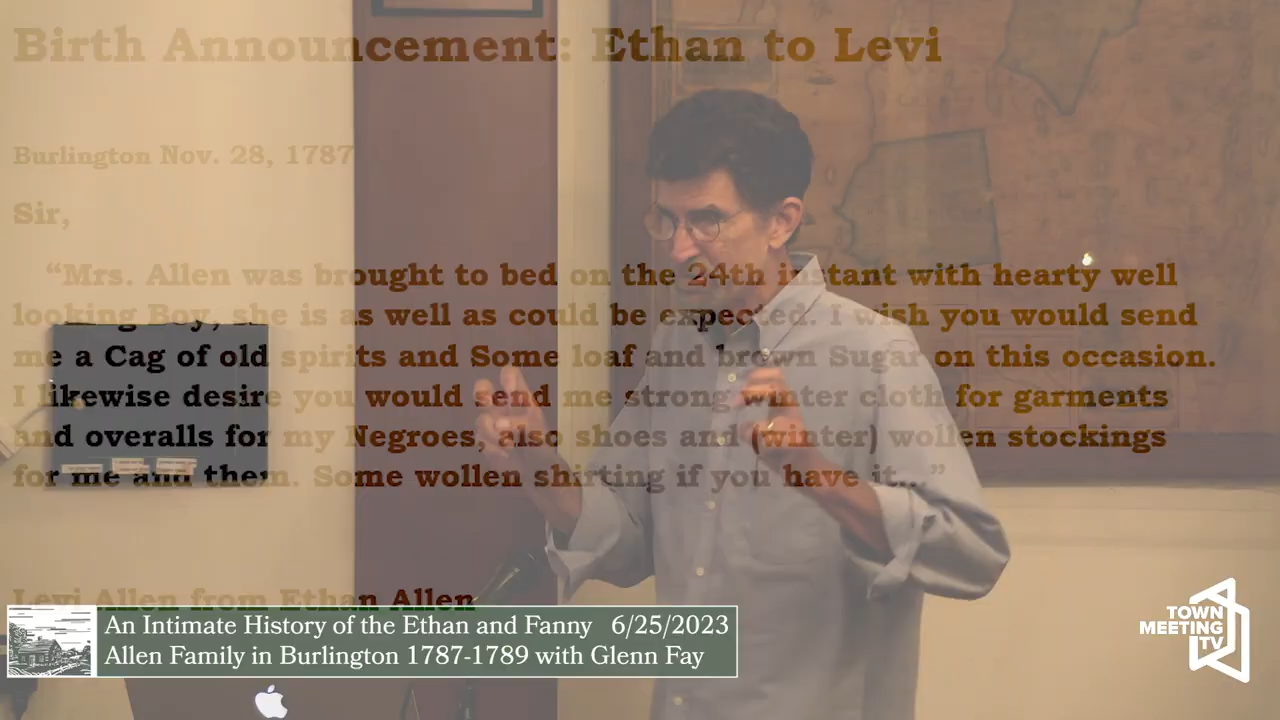 Birth Announcement: Ethan to Levi
Burlington Nov. 28, 1787
Sir,
“Mrs. Allen was brought to bed on the 24th instant with hearty well
looking Boy, she is as well as could be expected. I wish you would send
me a Cag of old spirits and Some loaf and brown Sugar on this occasion.
I likewise desire you would send me strong winter cloth for garments
and overalls for my Negroes, also shoes and (winter) wollen stockings
for me and them. Some wollen shirting if you have it...”
Levi Allen from Ethan Allen
An Intimate History of the Ethan and Fanny 6/25/2023
Allen Family in Burlington 1787-1789 with Glenn Fay
TOWN
MEETING
TV